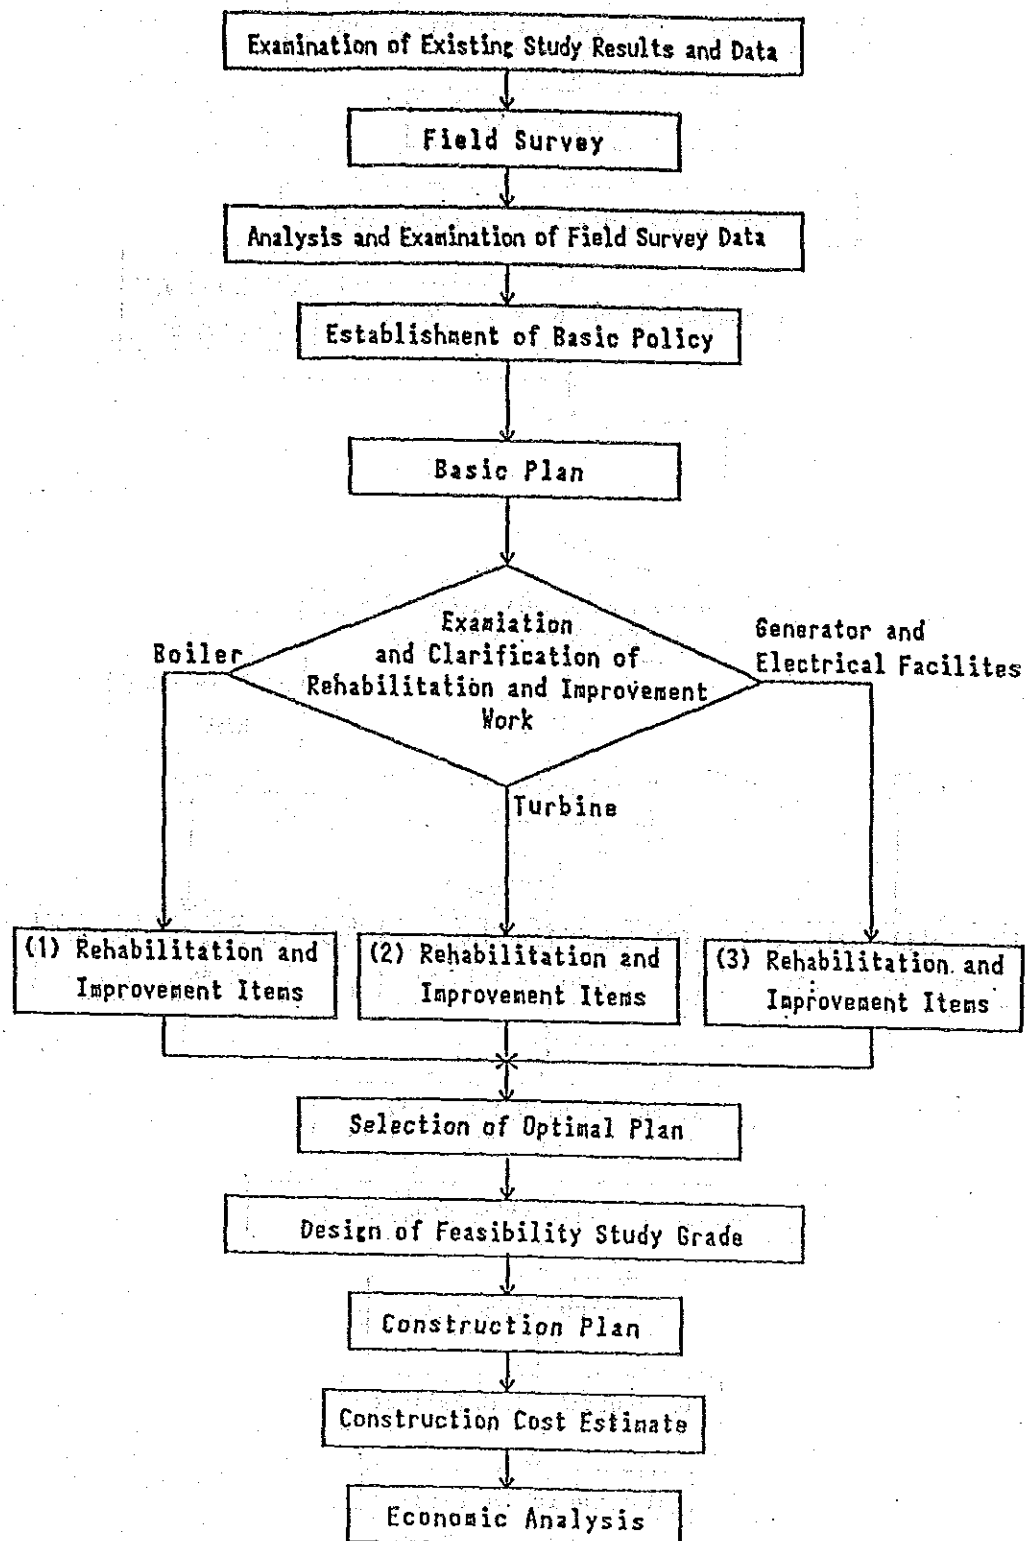 Examination of Existing Study Results and Data
Field Survey
Analysis and Examination of Field Survey Data
Establishment of Basic Policy
Basic Plan
Examiation
and Clarification of
Rehabilitation and Improvement
Work
Boiler
Generator and
Electrical Facilites
Turbine
(1) Rehabilitation and
Improvement Items
(2) Rehabilitation and
Improvement Items
(3) Rehabilitation and
Improvement Items
Selection of Optimal Plan
Design of Feasibility Study Grade
Construction Plan
Construction Cost Estimate
Economic Analysis